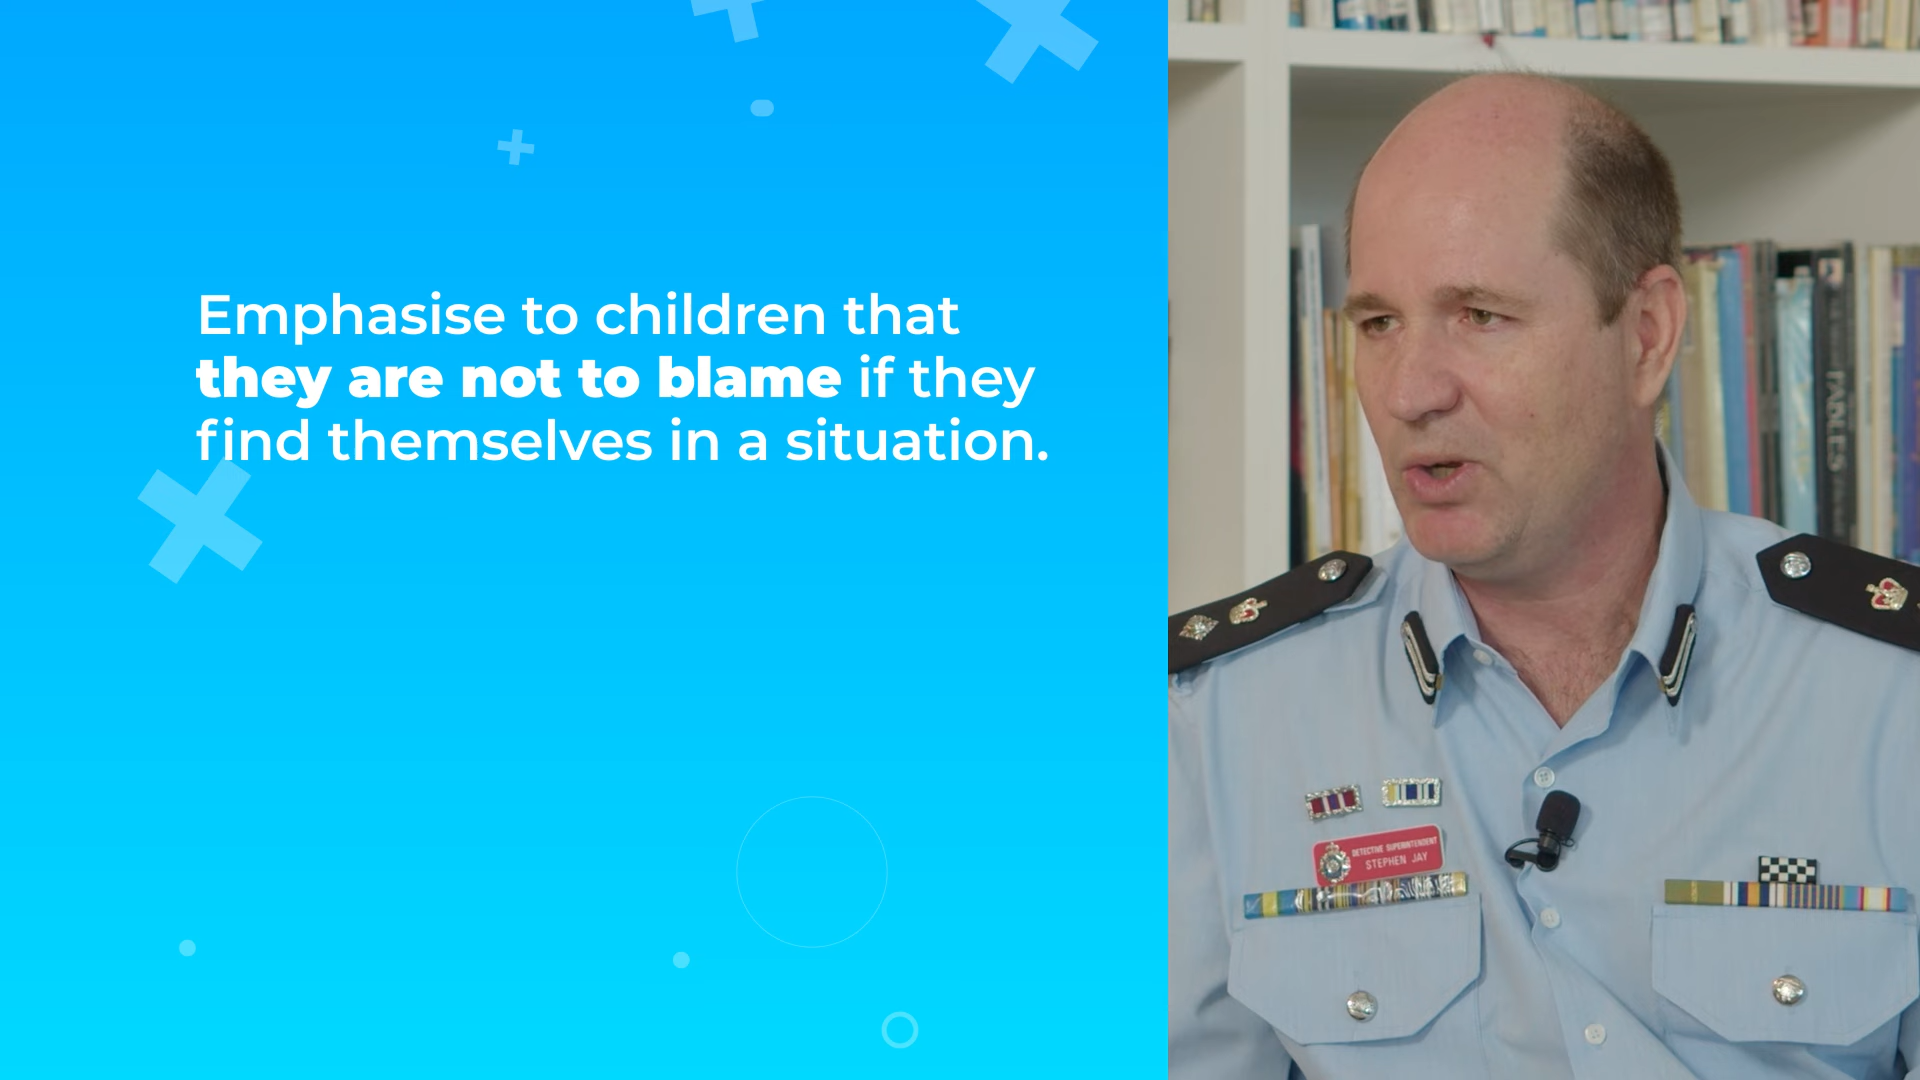 Emphasise to children that
they are not to blame if they
find themselves in a situation.
DETECTIVE SUPERINTENDENT
STEPHEN JAY